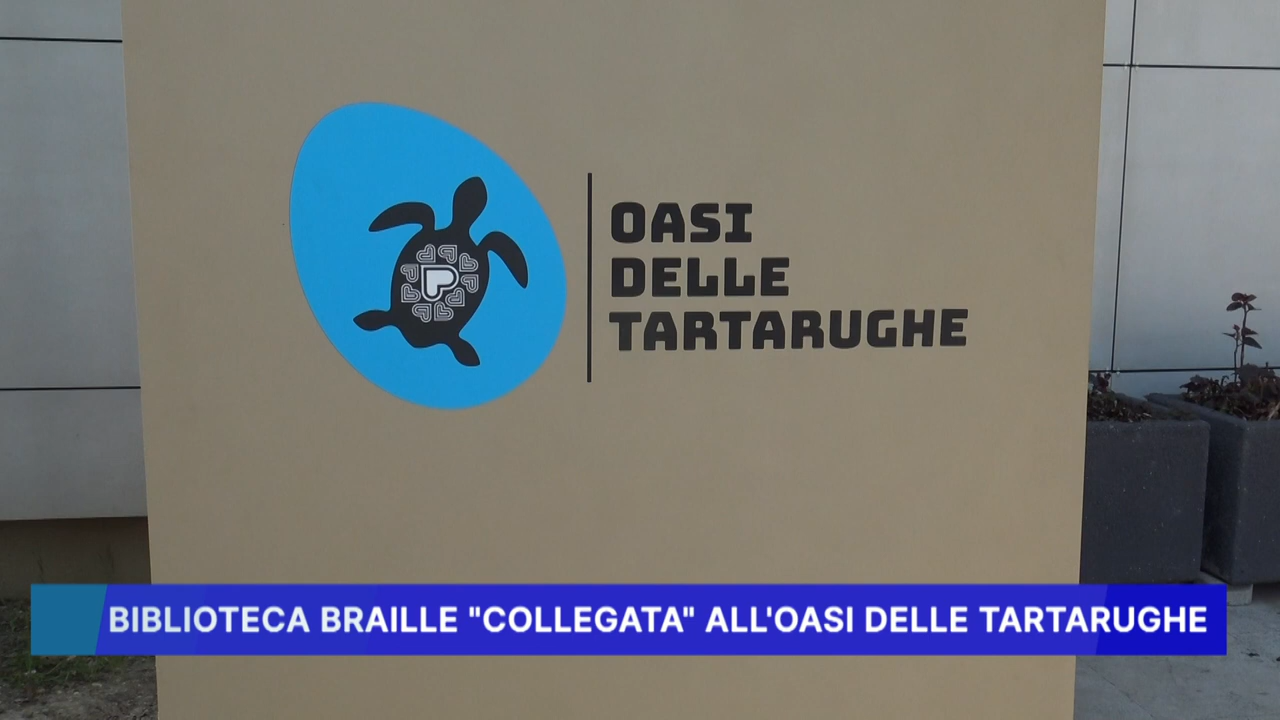 OASI
DELLE
TARTARUGHE
BIBLIOTECA BRAILLE "COLLEGATA" ALL'OASI DELLE TARTARUGHE